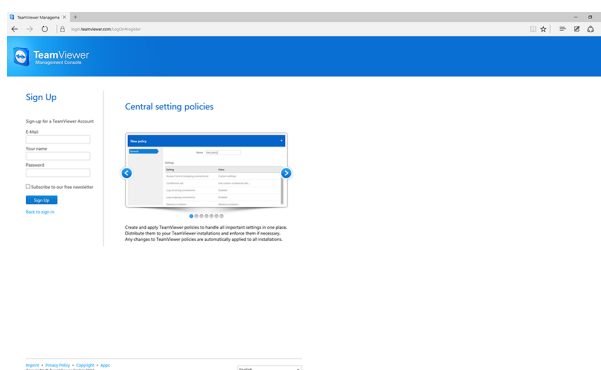 TeamViewer Manageme
login.teamviewer.com/LogOn#register
TeamViewer
Management Console
Sign Up
Sign-up for a TeamViewer Account
E-Mail
Your name
Password
Subscribe to our free newsletter
Sign Up
Back to sign-in
Central setting policies
New policy
Name
Settings
Setting
Value
Create and apply TeamViewer policies to handle all important settings in one place.
Distribute them to your TeamViewer installations and enforce them if necessary.
Any changes to TeamViewer policies are automatically applied to all installations.
Imprint • Privacy Policy • Copyright • Apps